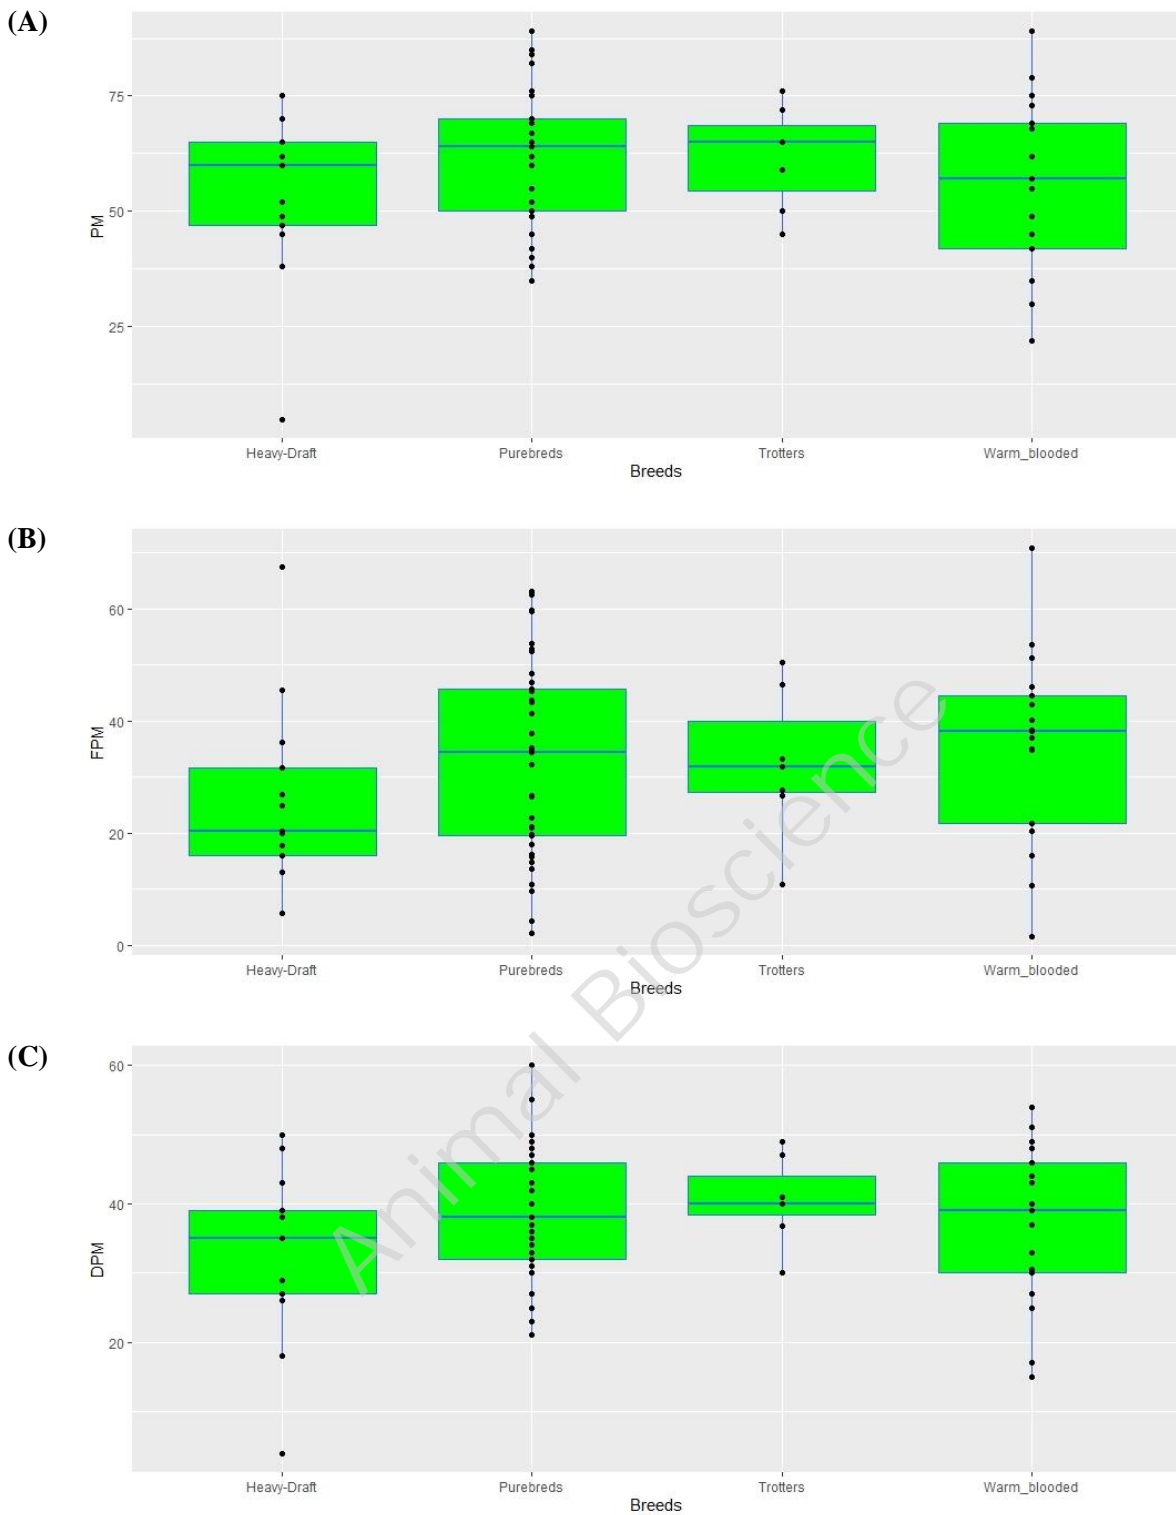 (A)
75
50
25
PM
Heavy-Draft Purebreds Trotters Warm_blooded
Breeds
(B)
60
40
20
0
FPM
Heavy-Draft Purebreds Trotters Warm_blooded
Breeds
(C)
60
40
20
DPM
Heavy-Draft Purebreds Trotters Warm_blooded
Breeds
Animal Bioscience